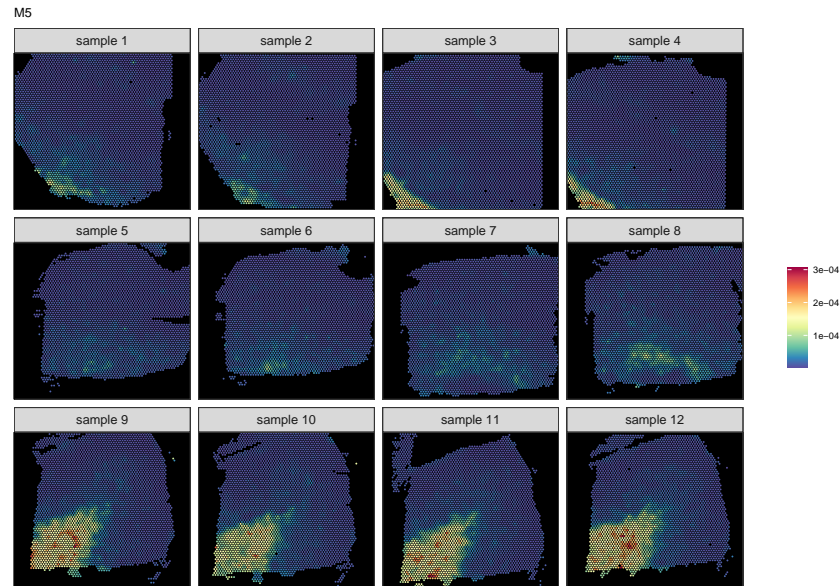 M5
sample 1
sample 2
sample 3
sample 4
sample 5
sample 6
sample 7
sample 8
3e−04
2e−04
1e−04
sample 9
sample 10
sample 11
sample 12